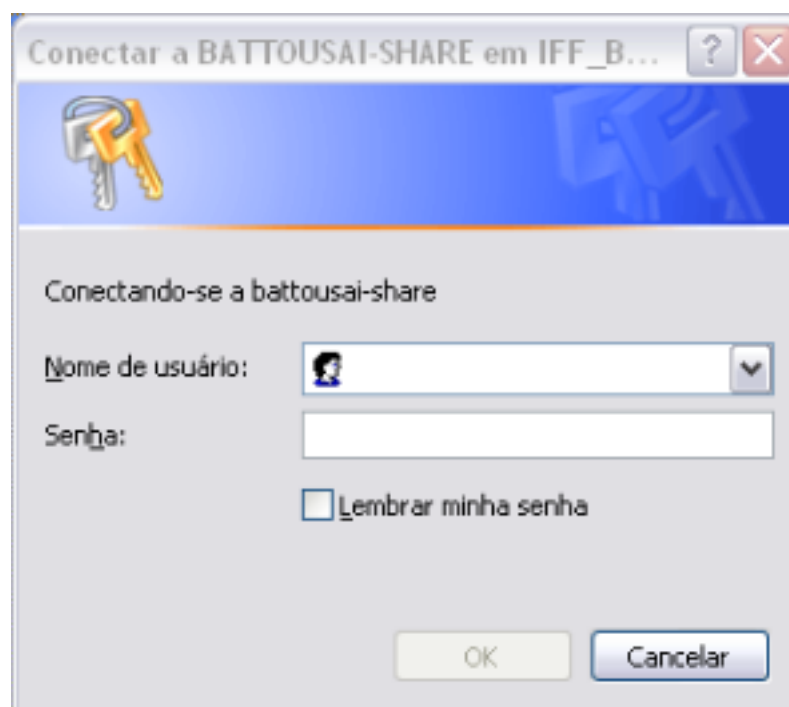 Conectar a BATTOUSAI-SHARE em IFF_B...
Conectando-se a battousai-share
Nome de usuário:
Senha:
Lembrar minha senha
OK
Cancelar